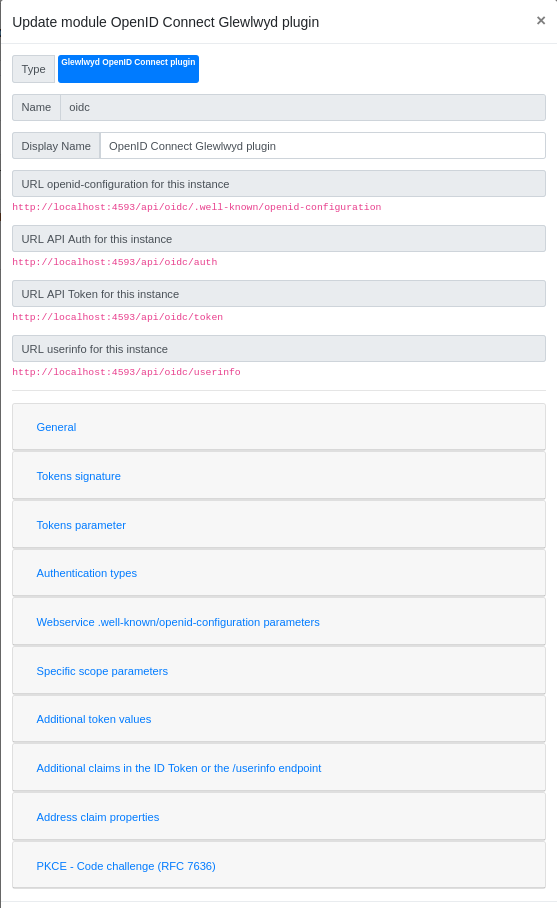 Update module OpenID Connect Glewlwyd plugin
×
Type
Glewlwyd OpenID Connect plugin
Name
oidc
Display Name
OpenID Connect Glewlwyd plugin
URL openid-configuration for this instance
http://localhost:4593/api/oidc/.well-known/openid-configuration
URL API Auth for this instance
http://localhost:4593/api/oidc/auth
URL API Token for this instance
http://localhost:4593/api/oidc/token
URL userinfo for this instance
http://localhost:4593/api/oidc/userinfo
General
Tokens signature
Tokens parameter
Authentication types
Webservice .well-known/openid-configuration parameters
Specific scope parameters
Additional token values
Additional claims in the ID Token or the /userinfo endpoint
Address claim properties
PKCE - Code challenge (RFC 7636)